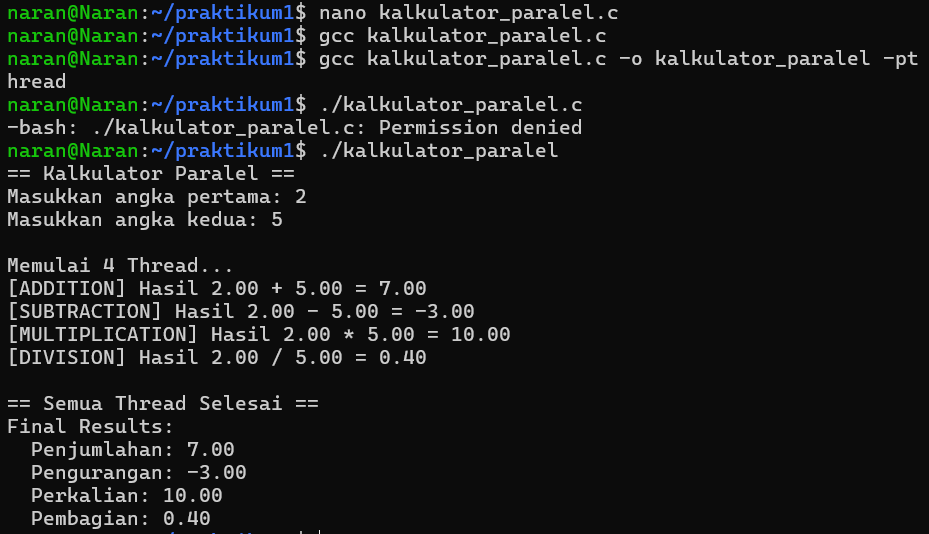 naran@Naran:~/praktikum1$ nano kalkulator_paralel.c
naran@Naran:~/praktikum1$ gcc kalkulator_paralel.c
naran@Naran:~/praktikum1$ gcc kalkulator_paralel.c -o kalkulator_paralel -pt
hread
naran@Naran:~/praktikum1$ ./kalkulator_paralel.c
-bash: ./kalkulator_paralel.c: Permission denied
naran@Naran:~/praktikum1$ ./kalkulator_paralel
== Kalkulator Paralel ==
Masukkan angka pertama: 2
Masukkan angka kedua: 5

Memulai 4 Thread...
[ADDITION] Hasil 2.00 + 5.00 = 7.00
[SUBTRACTION] Hasil 2.00 - 5.00 = -3.00
[MULTIPLICATION] Hasil 2.00 * 5.00 = 10.00
[DIVISION] Hasil 2.00 / 5.00 = 0.40

== Semua Thread Selesai ==
Final Results:
  Penjumlahan: 7.00
  Pengurangan: -3.00
  Perkalian: 10.00
  Pembagian: 0.40